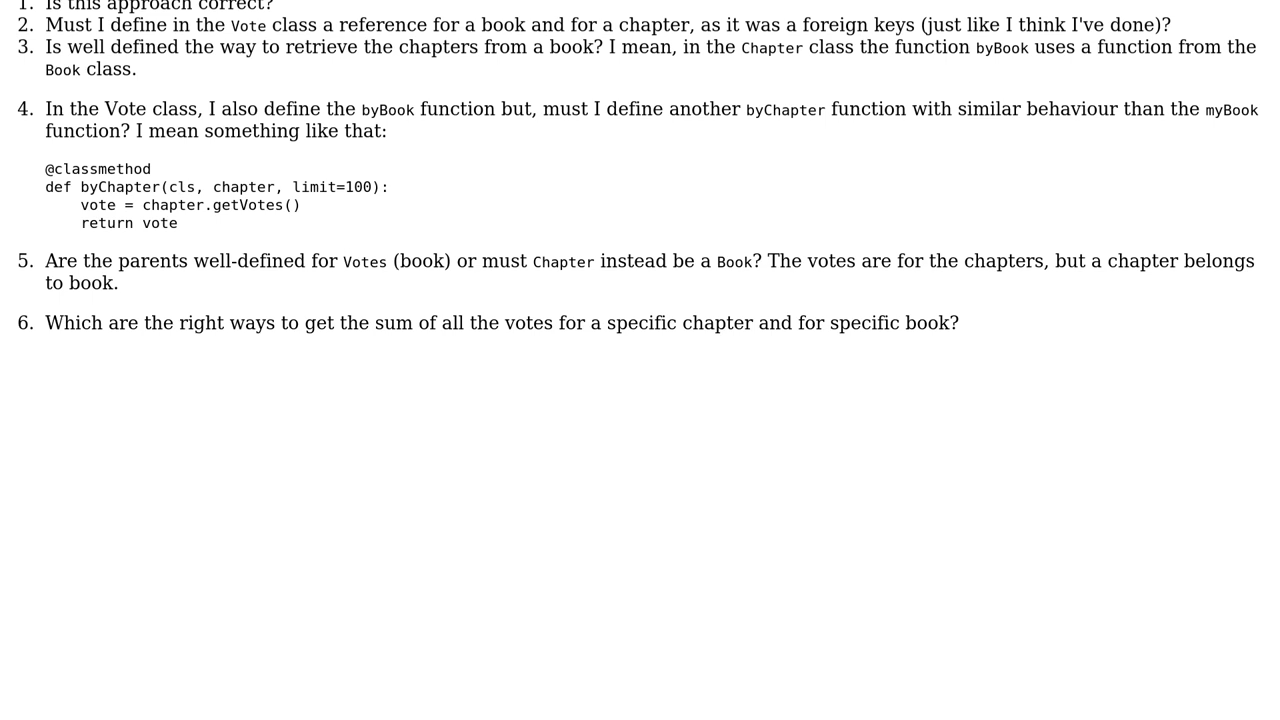 1. Is this approach correct?
2. Must I define in the Vote class a reference for a book and for a chapter, as it was a foreign keys (just like I think I've done)?
3. Is well defined the way to retrieve the chapters from a book? I mean, in the Chapter class the function byBook uses a function from the
Book class.
4. In the Vote class, I also define the byBook function but, must I define another byChapter function with similar behaviour than the myBook
function? I mean something like that:
@classmethod
def byChapter(cls, chapter, limit=100):
    vote = chapter.getVotes()
    return vote
5. Are the parents well-defined for Votes (book) or must Chapter instead be a Book? The votes are for the chapters, but a chapter belongs
to book.
6. Which are the right ways to get the sum of all the votes for a specific chapter and for specific book?